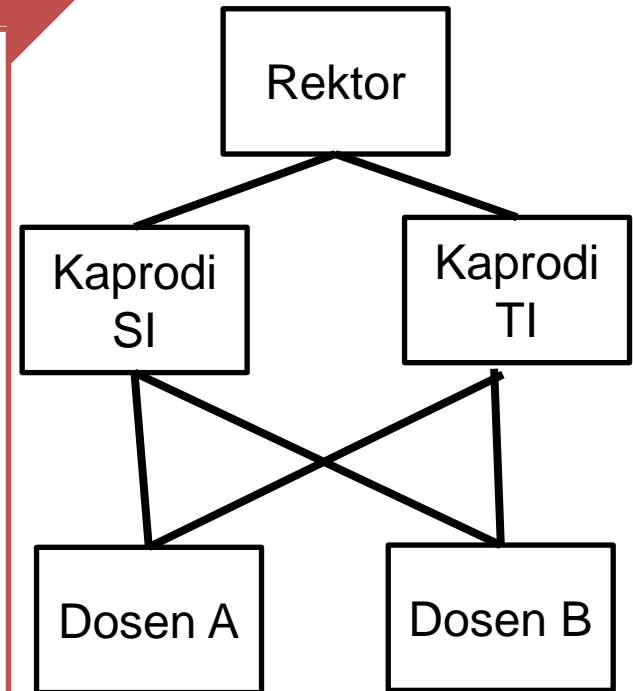 Rektor
Kaprodi
SI
Kaprodi
TI
Dosen A
Dosen B